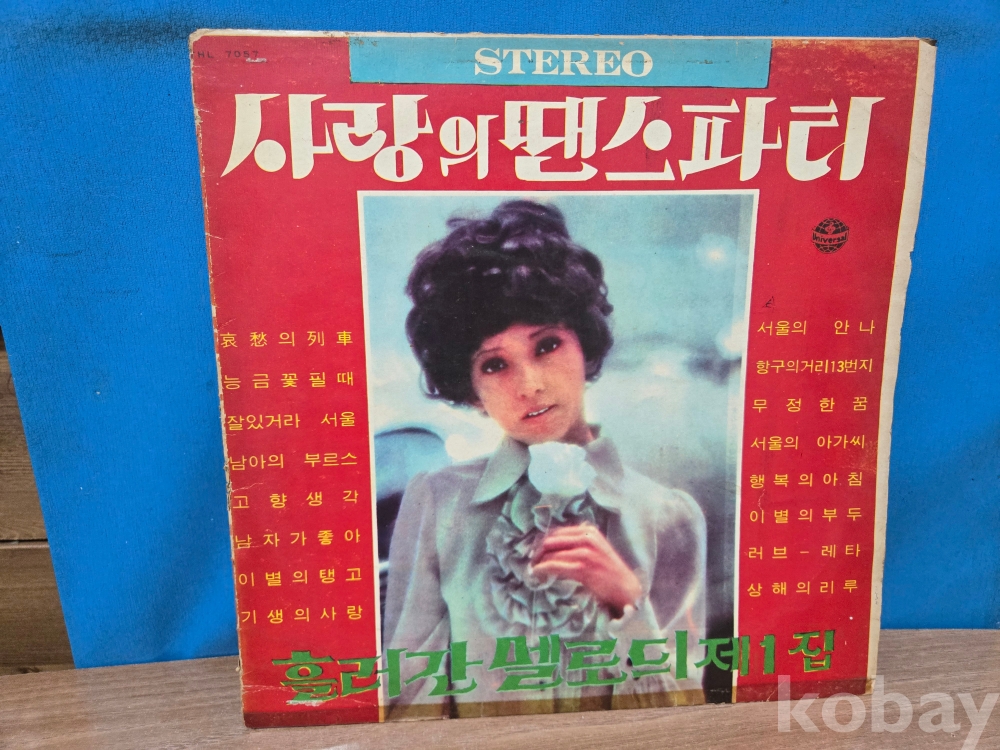 HL 7057
STEREO
사랑의 땐스파티
Universal
哀愁의列車
능금꽃필때
잘있거라 서울
남아의 부르스
고향생각
남자가좋아
이별의탱고
기생의사랑
서울의 안나
항구의거리13번지
무정한꿈
서울의 아가씨
행복의아침
이별의부두
러브-레타
상해의리루
흘러간 멜로듸 제1집
kobay